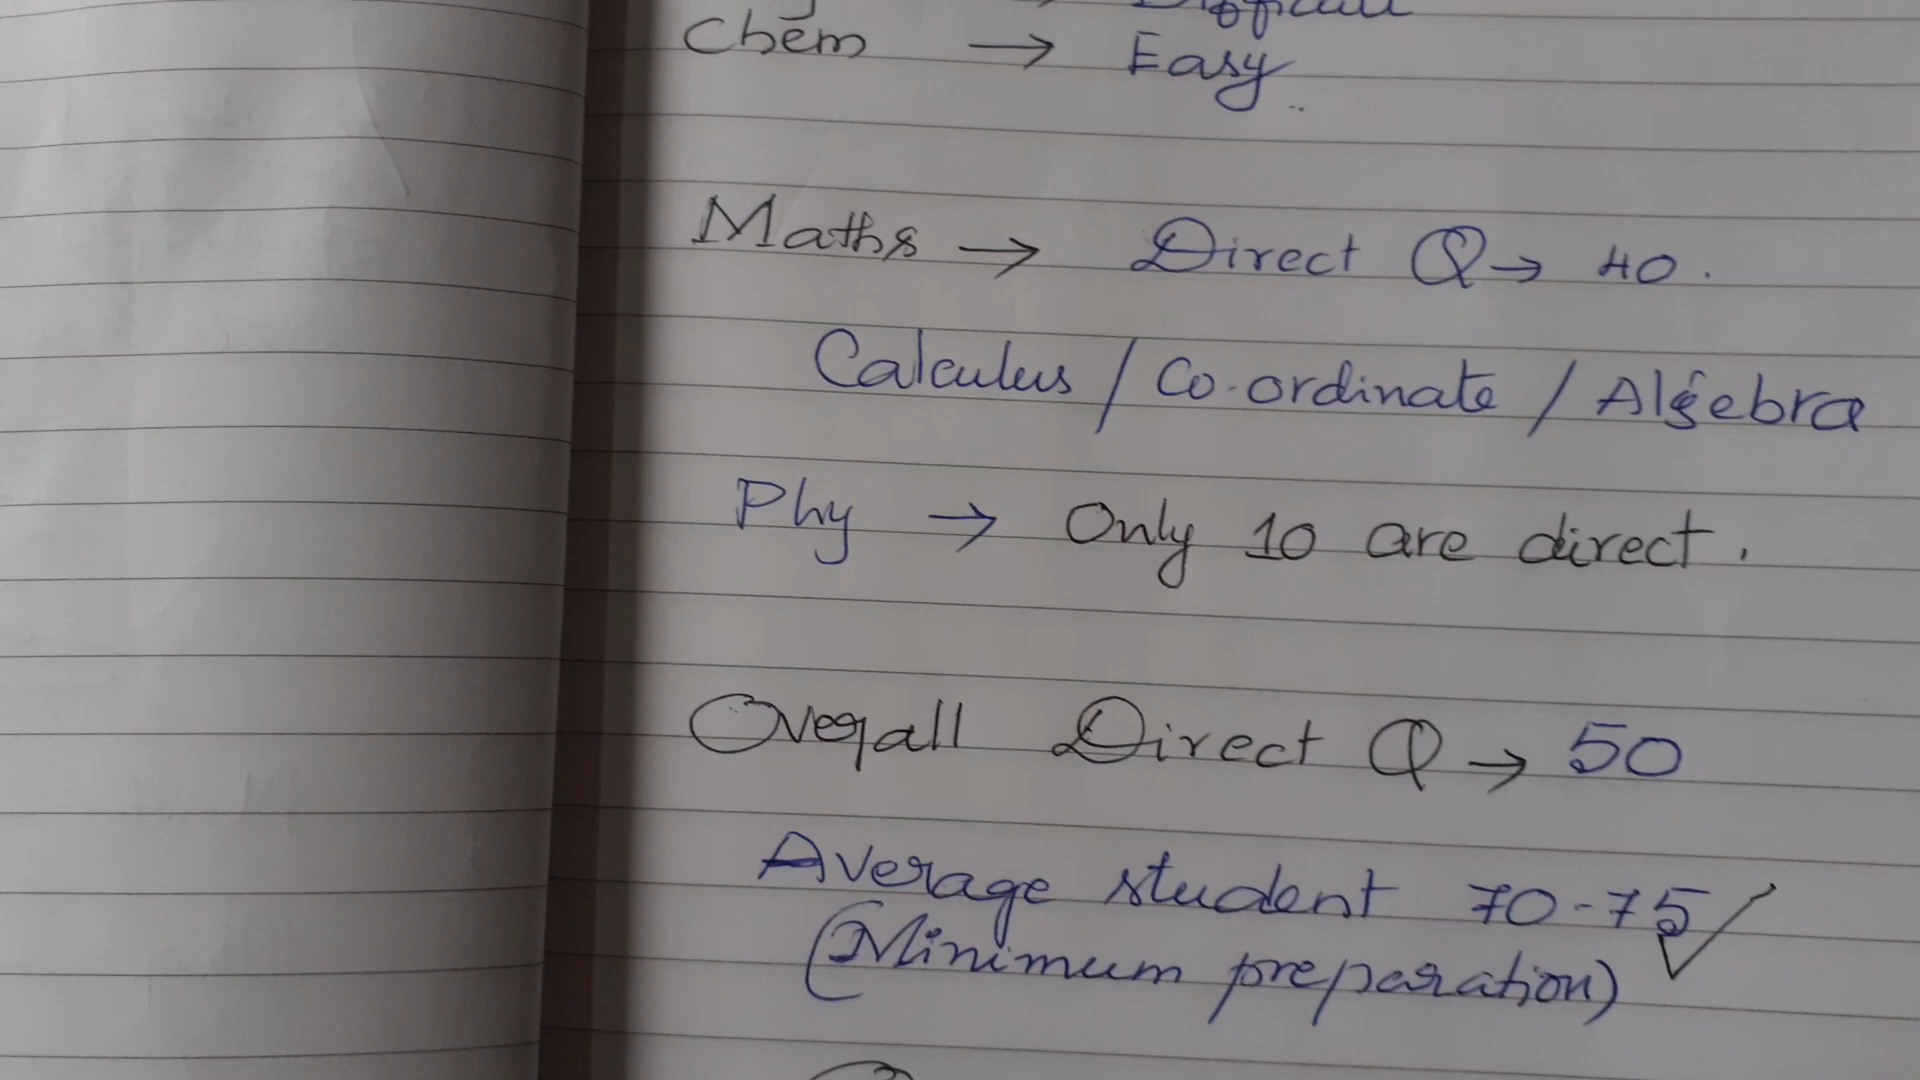 Difficult
Chem → Easy
Maths → Direct Q → 40.
Calculus / Co-ordinate / Algebra
Phy → Only 10 are direct.
Overall Direct Q → 50
Average student 70-75 ✓
(Minimum preparation)